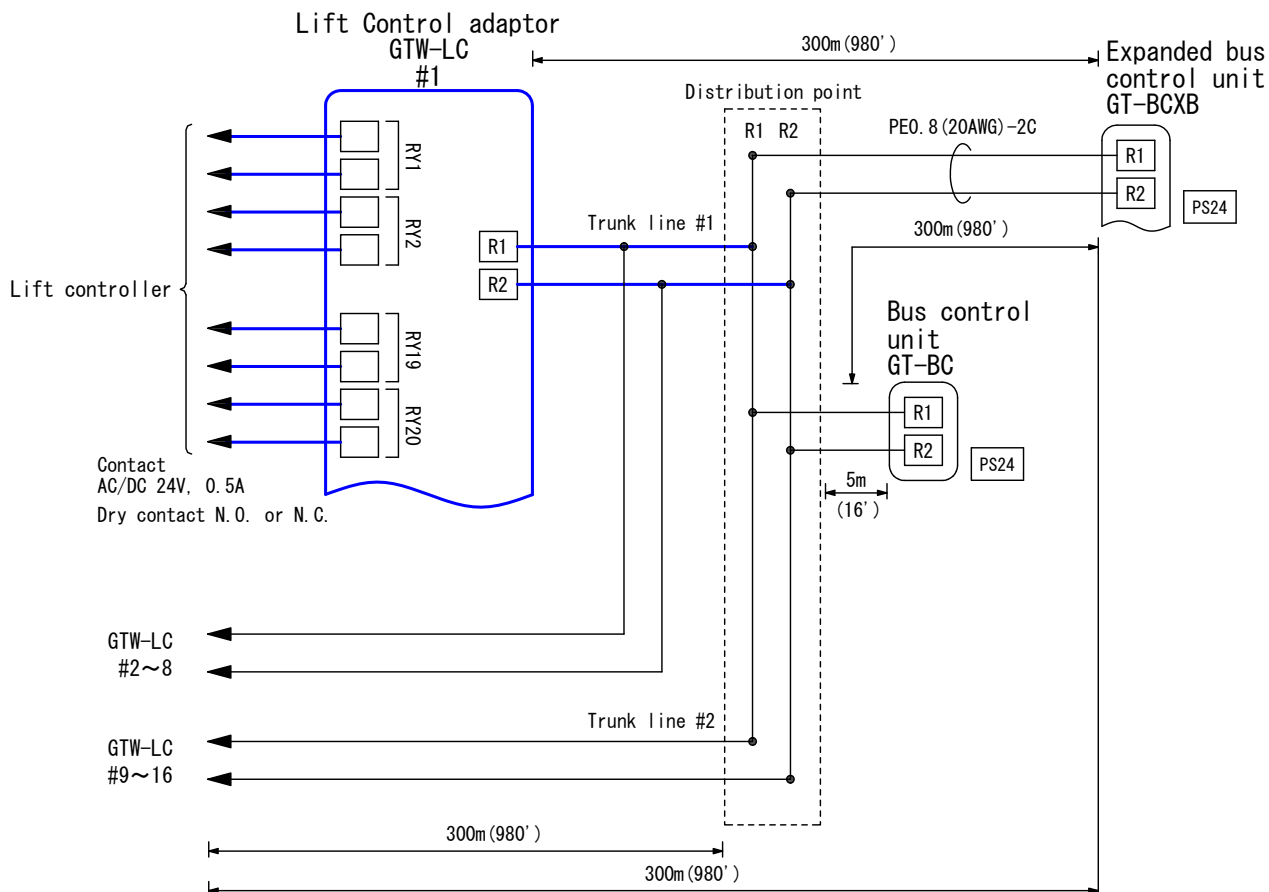 Lift Control adaptor
GTW-LC
#1
300m(980')
Expanded bus
control unit
GT-BCXB
Distribution point
R1 R2
PE0.8(20AWG)-2C
R1
R2
PS24
RY1
RY2
Trunk line #1
R1
R2
300m(980')
Lift controller
RY19
RY20
Bus control
unit
GT-BC
R1
R2
PS24
5m
(16')
Contact
AC/DC 24V, 0.5A
Dry contact N.O. or N.C.
GTW-LC
#2~8
Trunk line #2
GTW-LC
#9~16
300m(980')
300m(980')